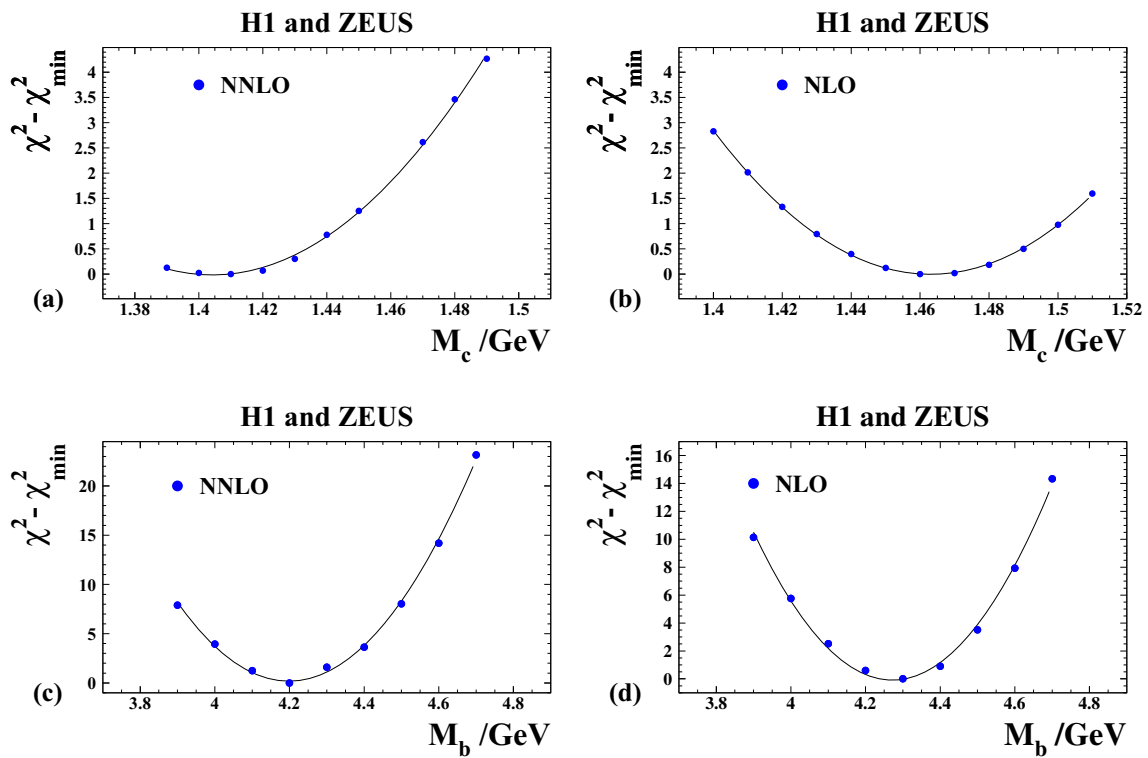 H1 and ZEUS
χ² - χ²min
4
3.5
3
2.5
2
1.5
1
0.5
0
NNLO
(a)
1.38 1.4 1.42 1.44 1.46 1.48 1.5
M_c /GeV
H1 and ZEUS
χ² - χ²min
4
3.5
3
2.5
2
1.5
1
0.5
0
NLO
(b)
1.4 1.42 1.44 1.46 1.48 1.5 1.52
M_c /GeV
H1 and ZEUS
χ² - χ²min
20
15
10
5
0
NNLO
(c)
3.8 4 4.2 4.4 4.6 4.8
M_b /GeV
H1 and ZEUS
χ² - χ²min
16
14
12
10
8
6
4
2
0
NLO
(d)
3.8 4 4.2 4.4 4.6 4.8
M_b /GeV